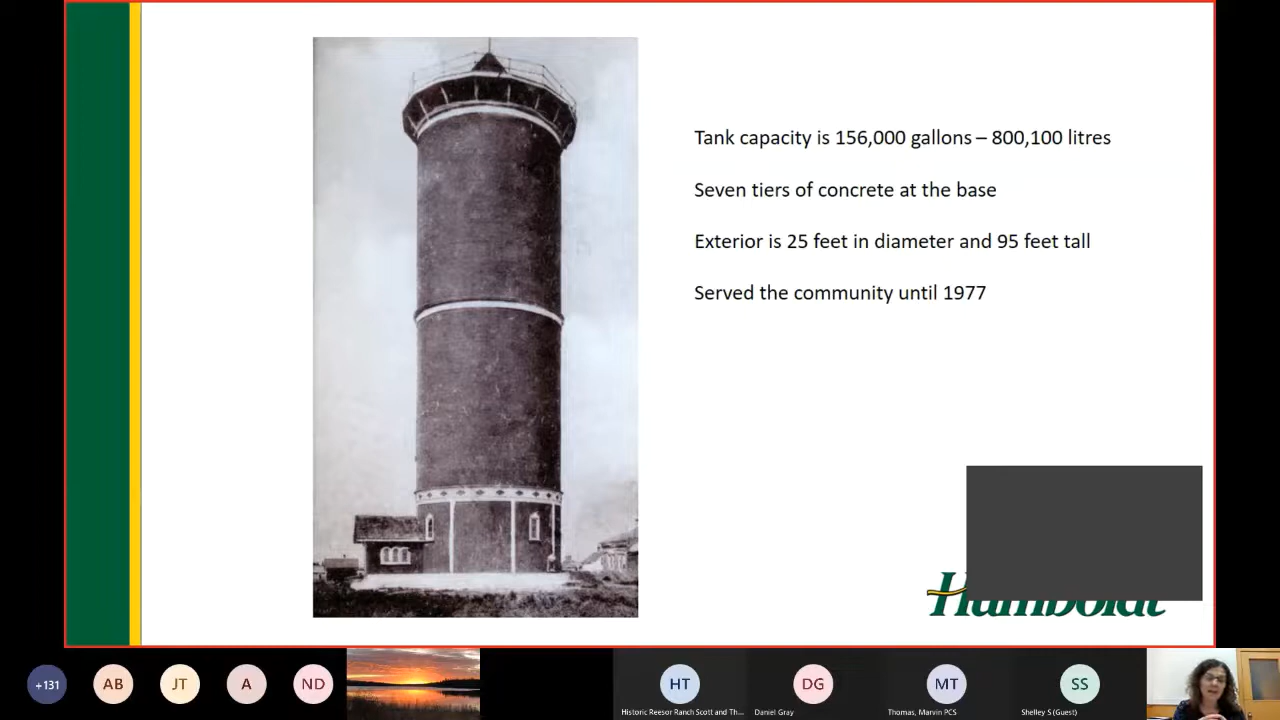 Tank capacity is 156,000 gallons – 800,100 litres
Seven tiers of concrete at the base
Exterior is 25 feet in diameter and 95 feet tall
Served the community until 1977
Humboldt
+131
AB
JT
A
ND
HT
DG
MT
SS
Historic Reesor Ranch Scott and Th...
Daniel Gray
Thomas, Marvin PCS
Shelley S (Guest)